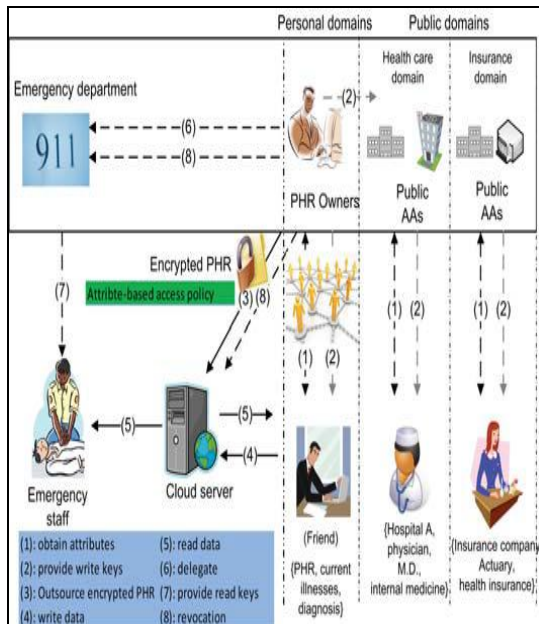 Personal domains
Public domains
Health care
domain
Insurance
domain
Emergency department
911
(6)
(8)
(2)
PHR Owners
Public
AAs
Public
AAs
Encrypted PHR
Attribte-based access policy
(3)
(8)
(7)
(1)
(2)
(1)
(2)
(1)
(2)
(5)
(5)
(4)
Emergency
staff
Cloud server
(Friend)
{PHR, current
illnesses,
diagnosis}
{Hospital A,
physician,
M.D.,
internal medicine}
{Insurance company,
Actuary,
health insurance}
(1): obtain attributes
(2): provide write keys
(3): Outsource encrypted PHR
(4): write data
(5): read data
(6): delegate
(7): provide read keys
(8): revocation